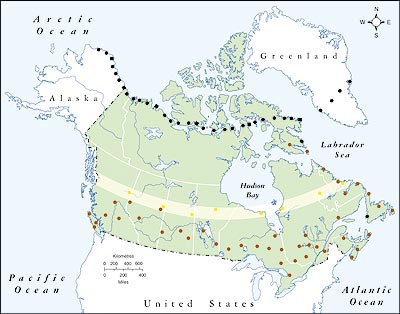 Arctic
Ocean
N
W E
S
Greenland
Alaska
Labrador
Sea
Hudson
Bay
Kilometres
0 200 400 600
0 200 400
Miles
Pacific
Ocean
Atlantic
Ocean
United States